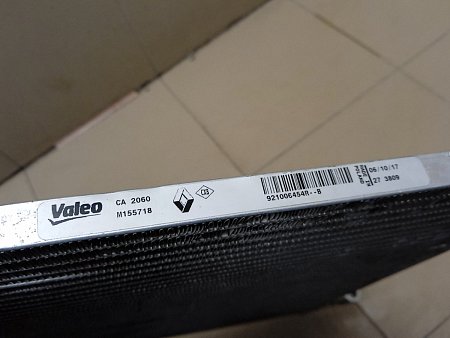 Valeo
CA 2060
M155718
921006454R--B
06/10/17
27 3809